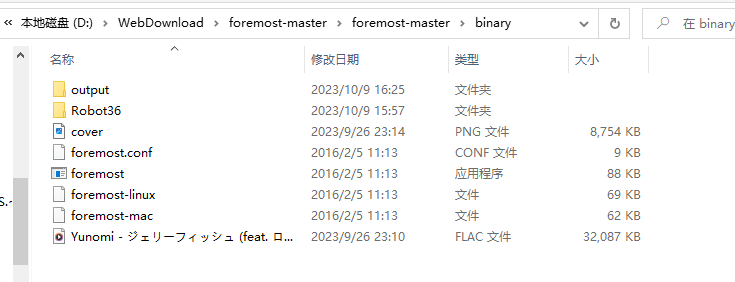 « 本地磁盘 (D:) › WebDownload › foremost-master › foremost-master › binary 在 binary
名称 修改日期 类型 大小
output 2023/10/9 16:25 文件夹
Robot36 2023/10/9 15:57 文件夹
cover 2023/9/26 23:14 PNG 文件 8,754 KB
foremost.conf 2016/2/5 11:13 CONF 文件 9 KB
foremost 2016/2/5 11:13 应用程序 88 KB
foremost-linux 2016/2/5 11:13 文件 69 KB
foremost-mac 2016/2/5 11:13 文件 62 KB
Yunomi - ジェリーフィッシュ (feat. ロ... 2023/9/26 23:10 FLAC 文件 32,087 KB